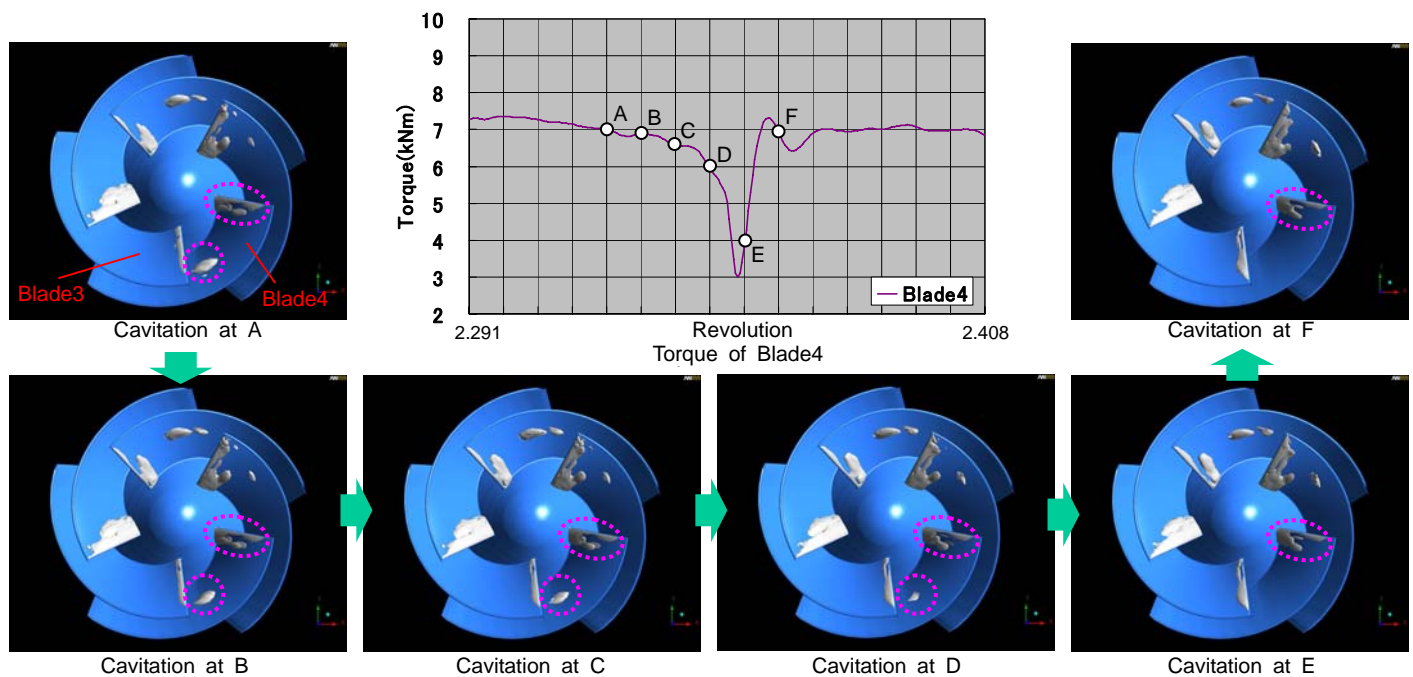 10
9
8
7
6
5
4
3
2
Torque(kNm)
A
B
C
D
E
F
Blade4
2.291
Revolution
2.408
Torque of Blade4
Blade3
Blade4
Cavitation at A
Cavitation at F
Cavitation at B
Cavitation at C
Cavitation at D
Cavitation at E